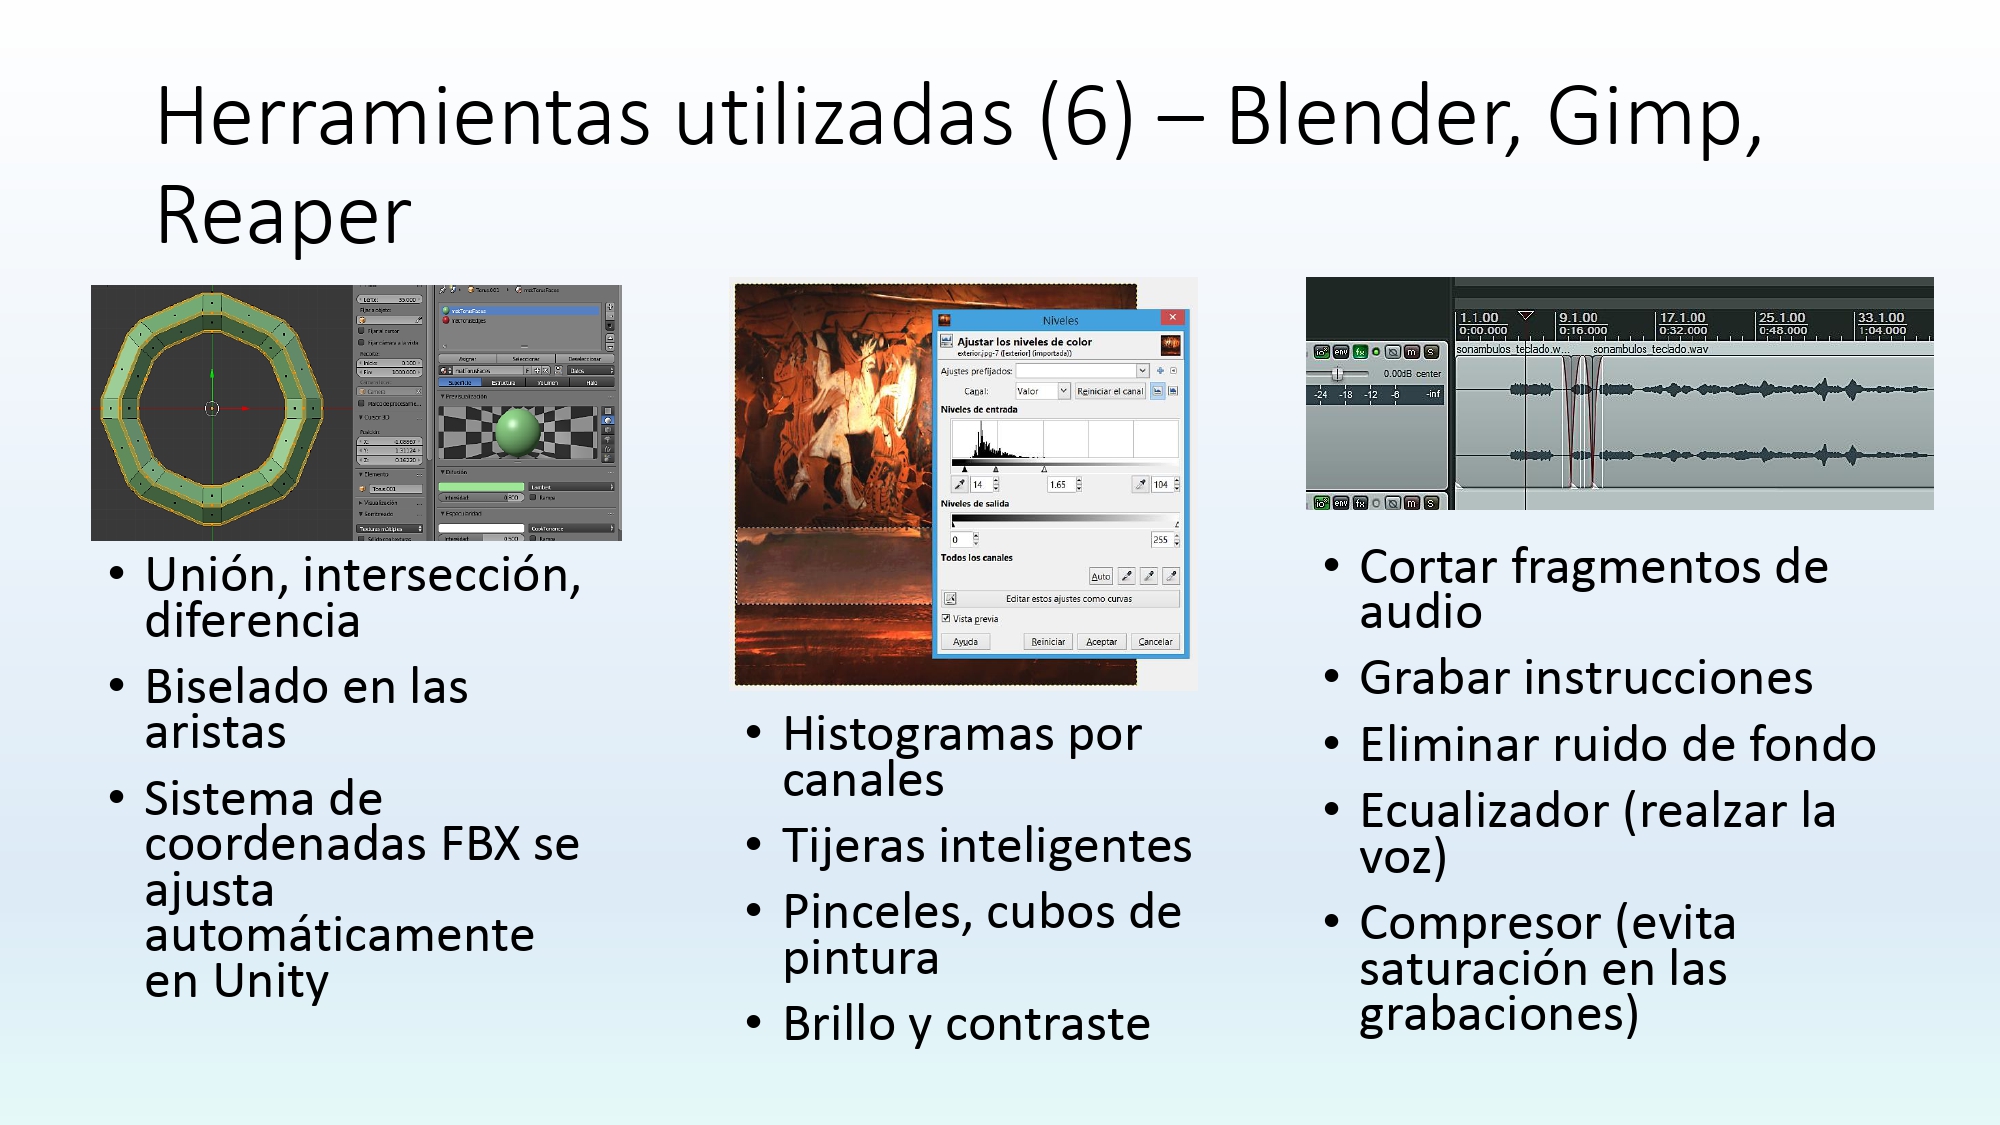 Herramientas utilizadas (6) – Blender, Gimp,
Reaper
Unión, intersección,
diferencia
Biselado en las
aristas
Sistema de
coordenadas FBX se
ajusta
automáticamente
en Unity
Niveles
Ajustar los niveles de color
exterior.jpg-7 ([exterior] (importada))
Ajustes prefijados:
Canal: Valor Reiniciar el canal
Niveles de entrada
14 1.65 104
Niveles de salida
0 255
Todos los canales
Auto
Editar estos ajustes como curvas
Vista previa
Ayuda Reiniciar Aceptar Cancelar
• Histogramas por
canales
• Tijeras inteligentes
• Pinceles, cubos de
pintura
• Brillo y contraste
1.1.00 9.1.00 17.1.00 25.1.00 33.1.00
0:00.000 0:16.000 0:32.000 0:48.000 1:04.000
sonambulos_teclado.w... sonambulos_teclado.wav
io env fx m S
0.00dB center
-24 -18 -12 -6 -inf
io env fx m S
• Cortar fragmentos de
audio
• Grabar instrucciones
• Eliminar ruido de fondo
• Ecualizador (realzar la
voz)
• Compresor (evita
saturación en las
grabaciones)